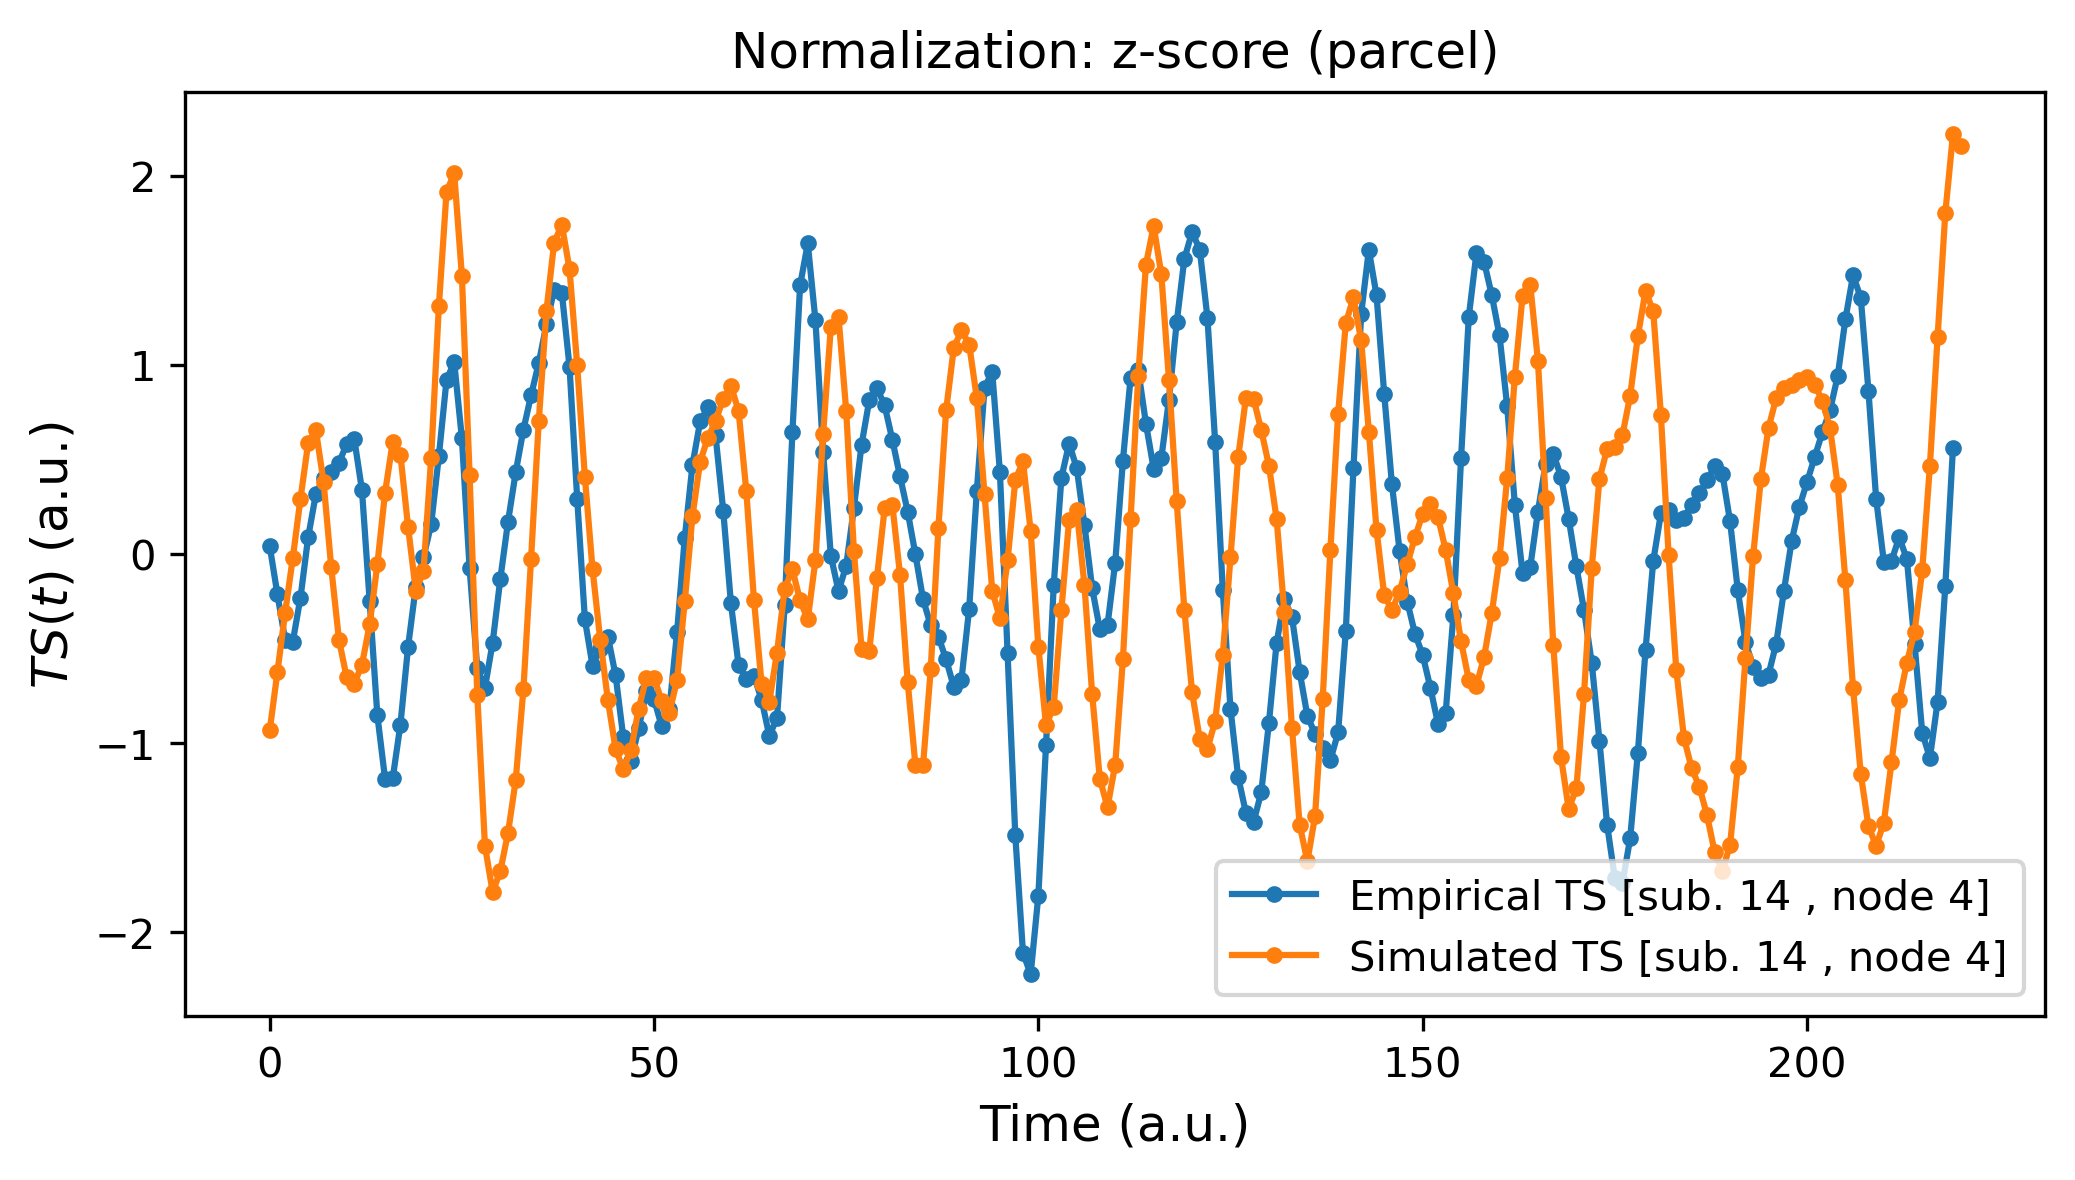 Normalization: z-score (parcel)
TS(t) (a.u.)
2
1
0
−1
−2
0 50 100 150 200
Time (a.u.)
Empirical TS [sub. 14 , node 4]
Simulated TS [sub. 14 , node 4]